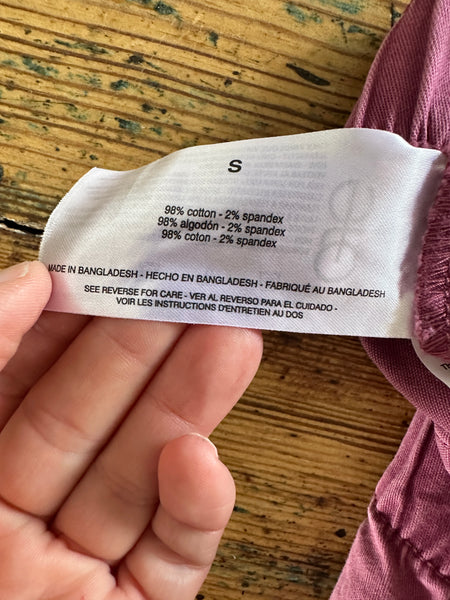 S
98% cotton - 2% spandex
98% algodón - 2% spandex
98% coton - 2% spandex
MADE IN BANGLADESH - HECHO EN BANGLADESH - FABRIQUÉ AU BANGLADESH
SEE REVERSE FOR CARE - VER AL REVERSO PARA EL CUIDADO -
VOIR LES INSTRUCTIONS D'ENTRETIEN AU DOS